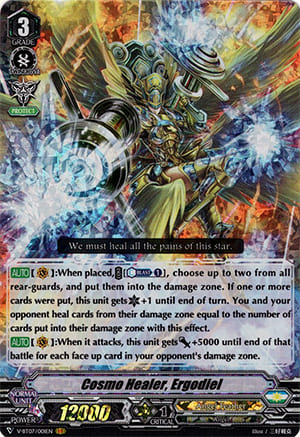 3
GRADE
PROTECT
We must heal all the pains of this star.
AUTO :When placed, choose up to two from all
rear-guards, and put them into the damage zone. If one or more
cards were put, this unit gets +1 until end of turn. You and your
opponent heal cards from their damage zone equal to the number of
cards put into their damage zone with this effect.
AUTO :When it attacks, this unit gets +5000 until end of that
battle for each face up card in your opponent's damage zone.
Cosmo Healer, Ergodiel
NORMAL
UNIT
POWER
12000
1
CRITICAL
V-BT07/001EN
Angel Feather